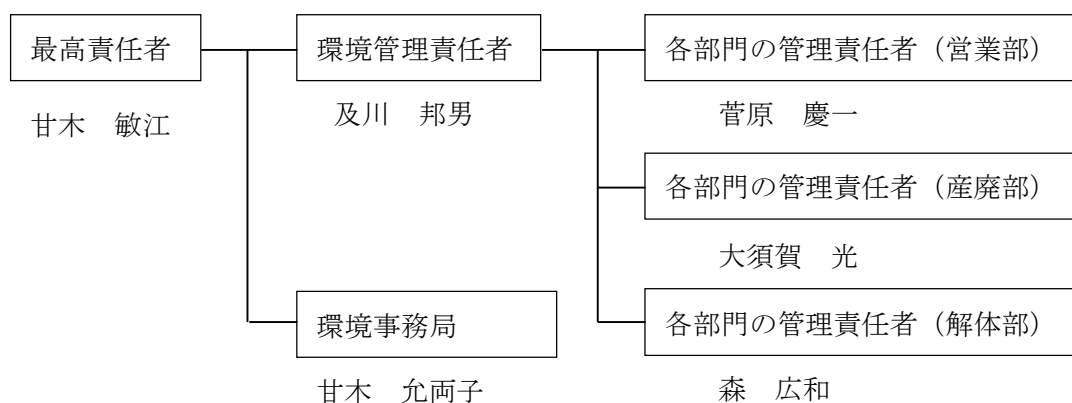 最高責任者
環境管理責任者
各部門の管理責任者（営業部）
甘木　敏江
及川　邦男
菅原　慶一
各部門の管理責任者（産廃部）
大須賀　光
環境事務局
各部門の管理責任者（解体部）
甘木　允両子
森　広和